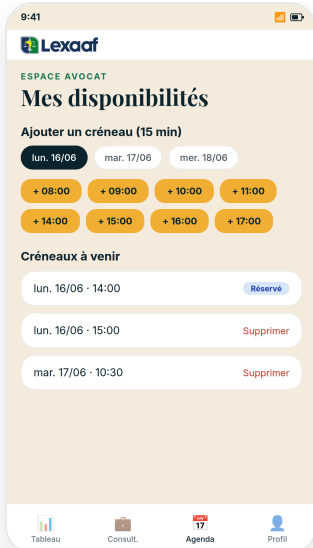 9:41
Lexaaf
ESPACE AVOCAT
Mes disponibilités
Ajouter un créneau (15 min)
lun. 16/06 mar. 17/06 mer. 18/06
+ 08:00 + 09:00 + 10:00 + 11:00
+ 14:00 + 15:00 + 16:00 + 17:00
Créneaux à venir
lun. 16/06 · 14:00 Réservé
lun. 16/06 · 15:00 Supprimer
mar. 17/06 · 10:30 Supprimer
Tableau Consult. Agenda Profil